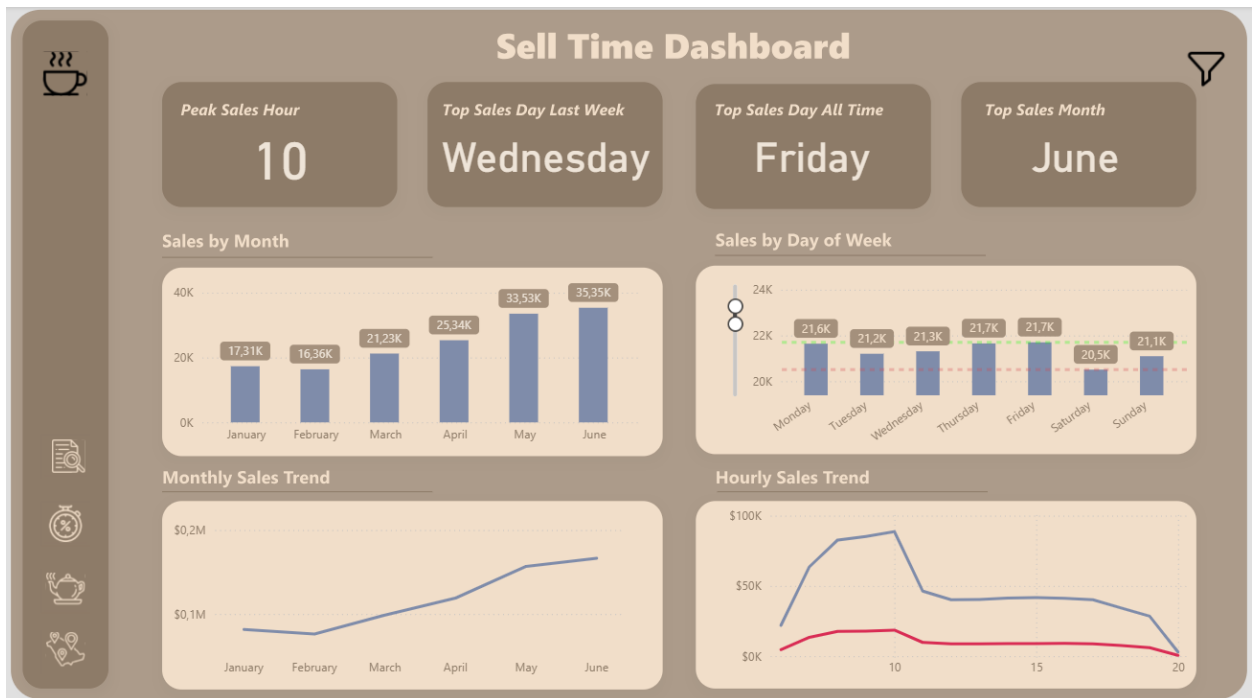 Sell Time Dashboard
Peak Sales Hour
10
Top Sales Day Last Week
Wednesday
Top Sales Day All Time
Friday
Top Sales Month
June
Sales by Month
40K
20K
0K
17,31K
16,36K
21,23K
25,34K
33,53K
35,35K
January February March April May June
Sales by Day of Week
24K
22K
20K
21,6K
21,2K
21,3K
21,7K
21,7K
20,5K
21,1K
Monday Tuesday Wednesday Thursday Friday Saturday Sunday
Monthly Sales Trend
$0,2M
$0,1M
January February March April May June
Hourly Sales Trend
$100K
$50K
$0K
10 15 20
%